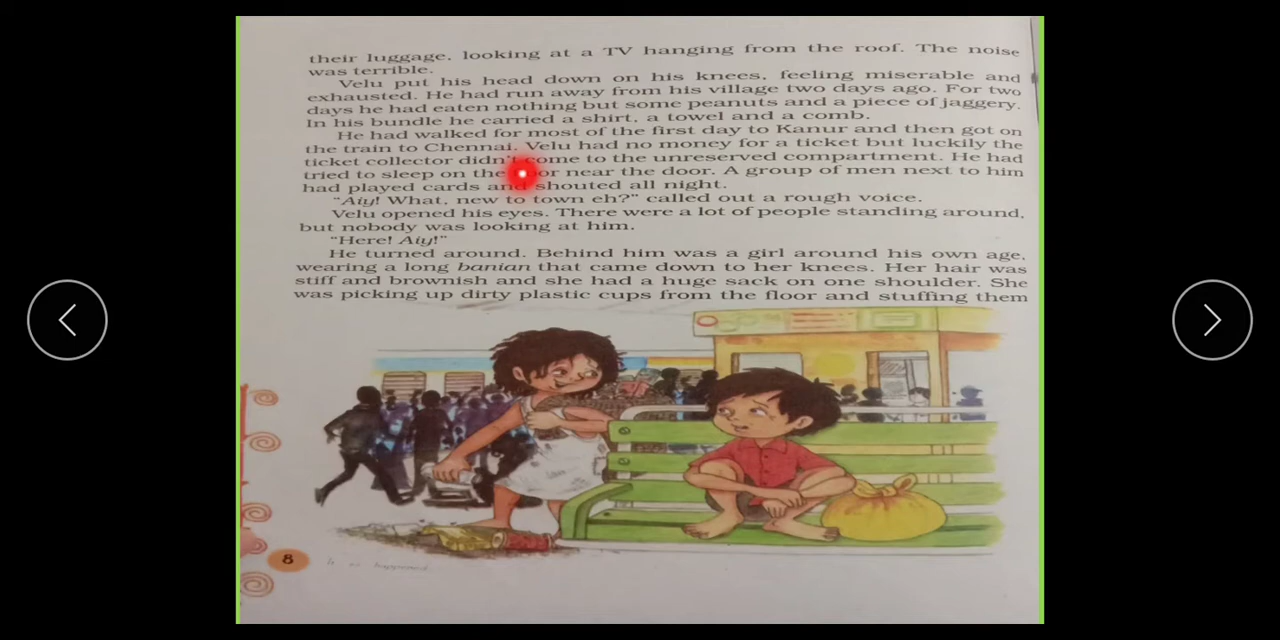 their luggage, looking at a TV hanging from the roof. The noise
was terrible.
Velu put his head down on his knees, feeling miserable and
exhausted. He had run away from his village two days ago. For two
days he had eaten nothing but some peanuts and a piece of jaggery.
In his bundle he carried a shirt, a towel and a comb.
He had walked for most of the first day to Kanur and then got on
the train to Chennai. Velu had no money for a ticket but luckily the
ticket collector didn't come to the unreserved compartment. He had
tried to sleep on the near the door. A group of men next to him
had played cards and shouted all night.
“Aiy! What, new to town eh?” called out a rough voice.
Velu opened his eyes. There were a lot of people standing around,
but nobody was looking at him.
“Here! Aiy!”
He turned around. Behind him was a girl around his own age,
wearing a long banian that came down to her knees. Her hair was
stiff and brownish and she had a huge sack on one shoulder. She
was picking up dirty plastic cups from the floor and stuffing them
8
It so happened